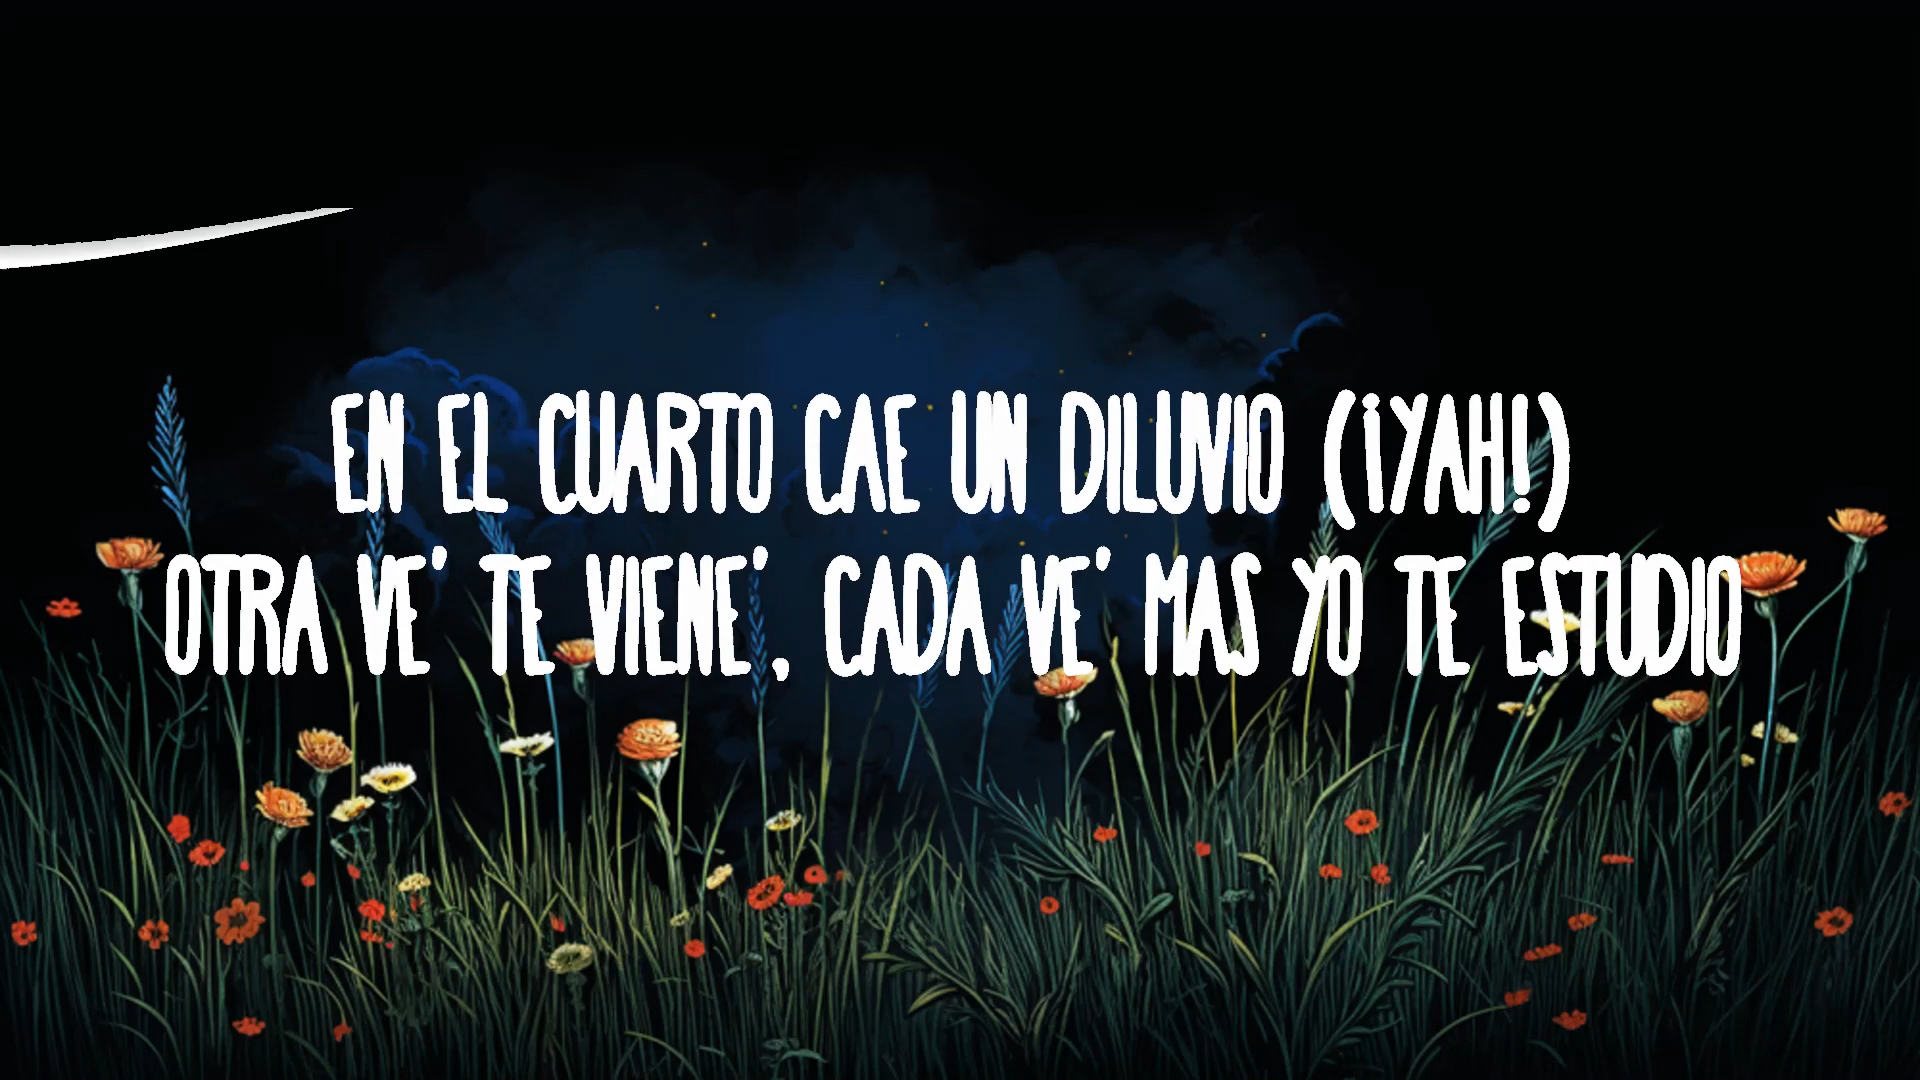 EN EL CUARTO CAE UN DILUVIO (¡YAH!)
OTRA VE' TE VIENE', CADA VE' MAS YO TE ESTUDIO